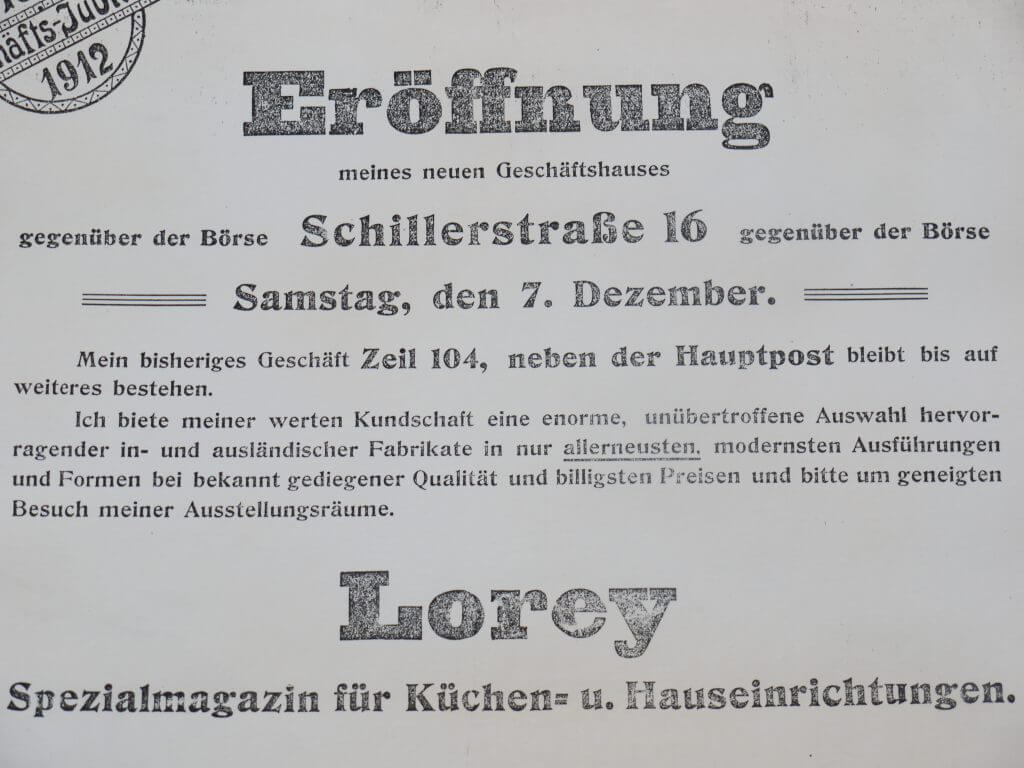 häfts-Jub
1912
Eröffnung
meines neuen Geschäftshauses
gegenüber der Börse Schillerstraße 16 gegenüber der Börse
Samstag, den 7. Dezember.
Mein bisheriges Geschäft Zeil 104, neben der Hauptpost bleibt bis auf
weiteres bestehen.
Ich biete meiner werten Kundschaft eine enorme, unübertroffene Auswahl hervor-
ragender in- und ausländischer Fabrikate in nur allerneusten, modernsten Ausführungen
und Formen bei bekannt gediegener Qualität und billigsten Preisen und bitte um geneigten
Besuch meiner Ausstellungsräume.
Lorey
Spezialmagazin für Küchen- u. Hauseinrichtungen.